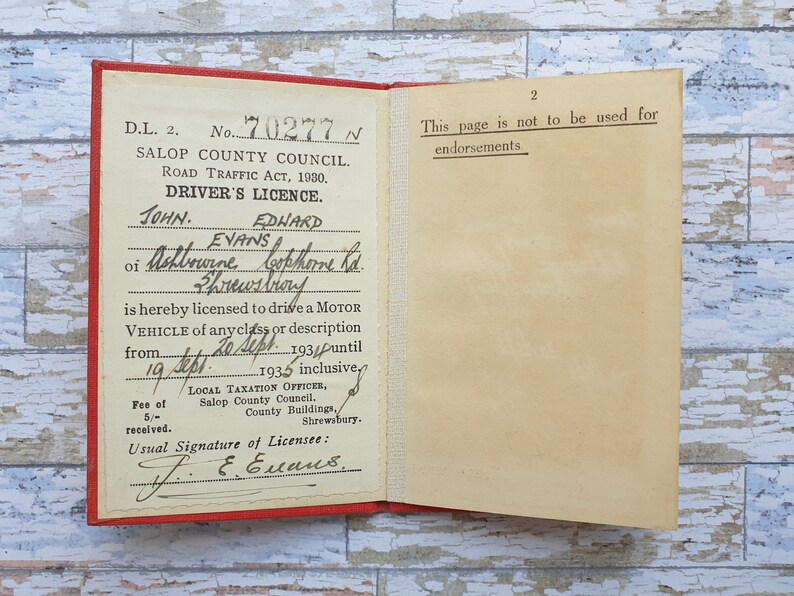 D.L. 2. No. 70277 N
SALOP COUNTY COUNCIL.
ROAD TRAFFIC ACT, 1930.
DRIVER'S LICENCE.
JOHN. EDWARD
EVANS
of Ashbourne Copthorne Rd.
Shrewsbury
is hereby licensed to drive a MOTOR
VEHICLE of any class or description
from 20 Sept. 1934 until
19 Sept. 1935 inclusive.
LOCAL TAXATION OFFICER,
Salop County Council,
County Buildings,
Shrewsbury.
Fee of
5/-
received.
Usual Signature of Licensee:
J. E. Evans.
2
This page is not to be used for
endorsements.